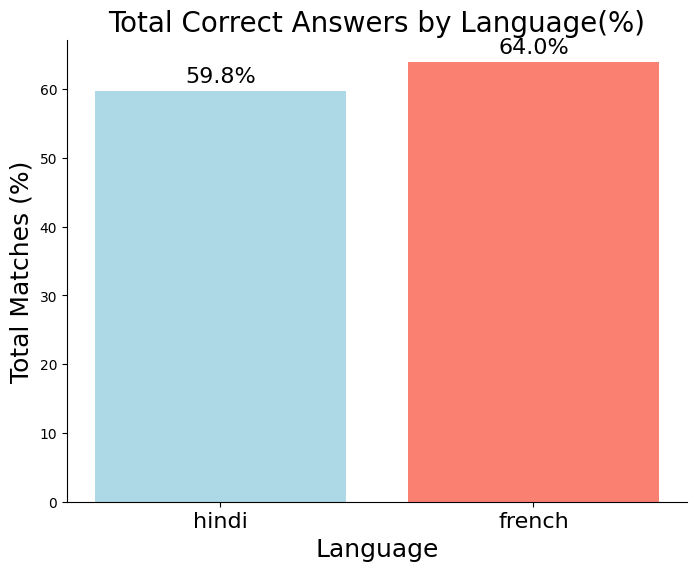 Total Correct Answers by Language(%)
64.0%
59.8%
60
50
40
30
20
10
0
Total Matches (%)
hindi
french
Language